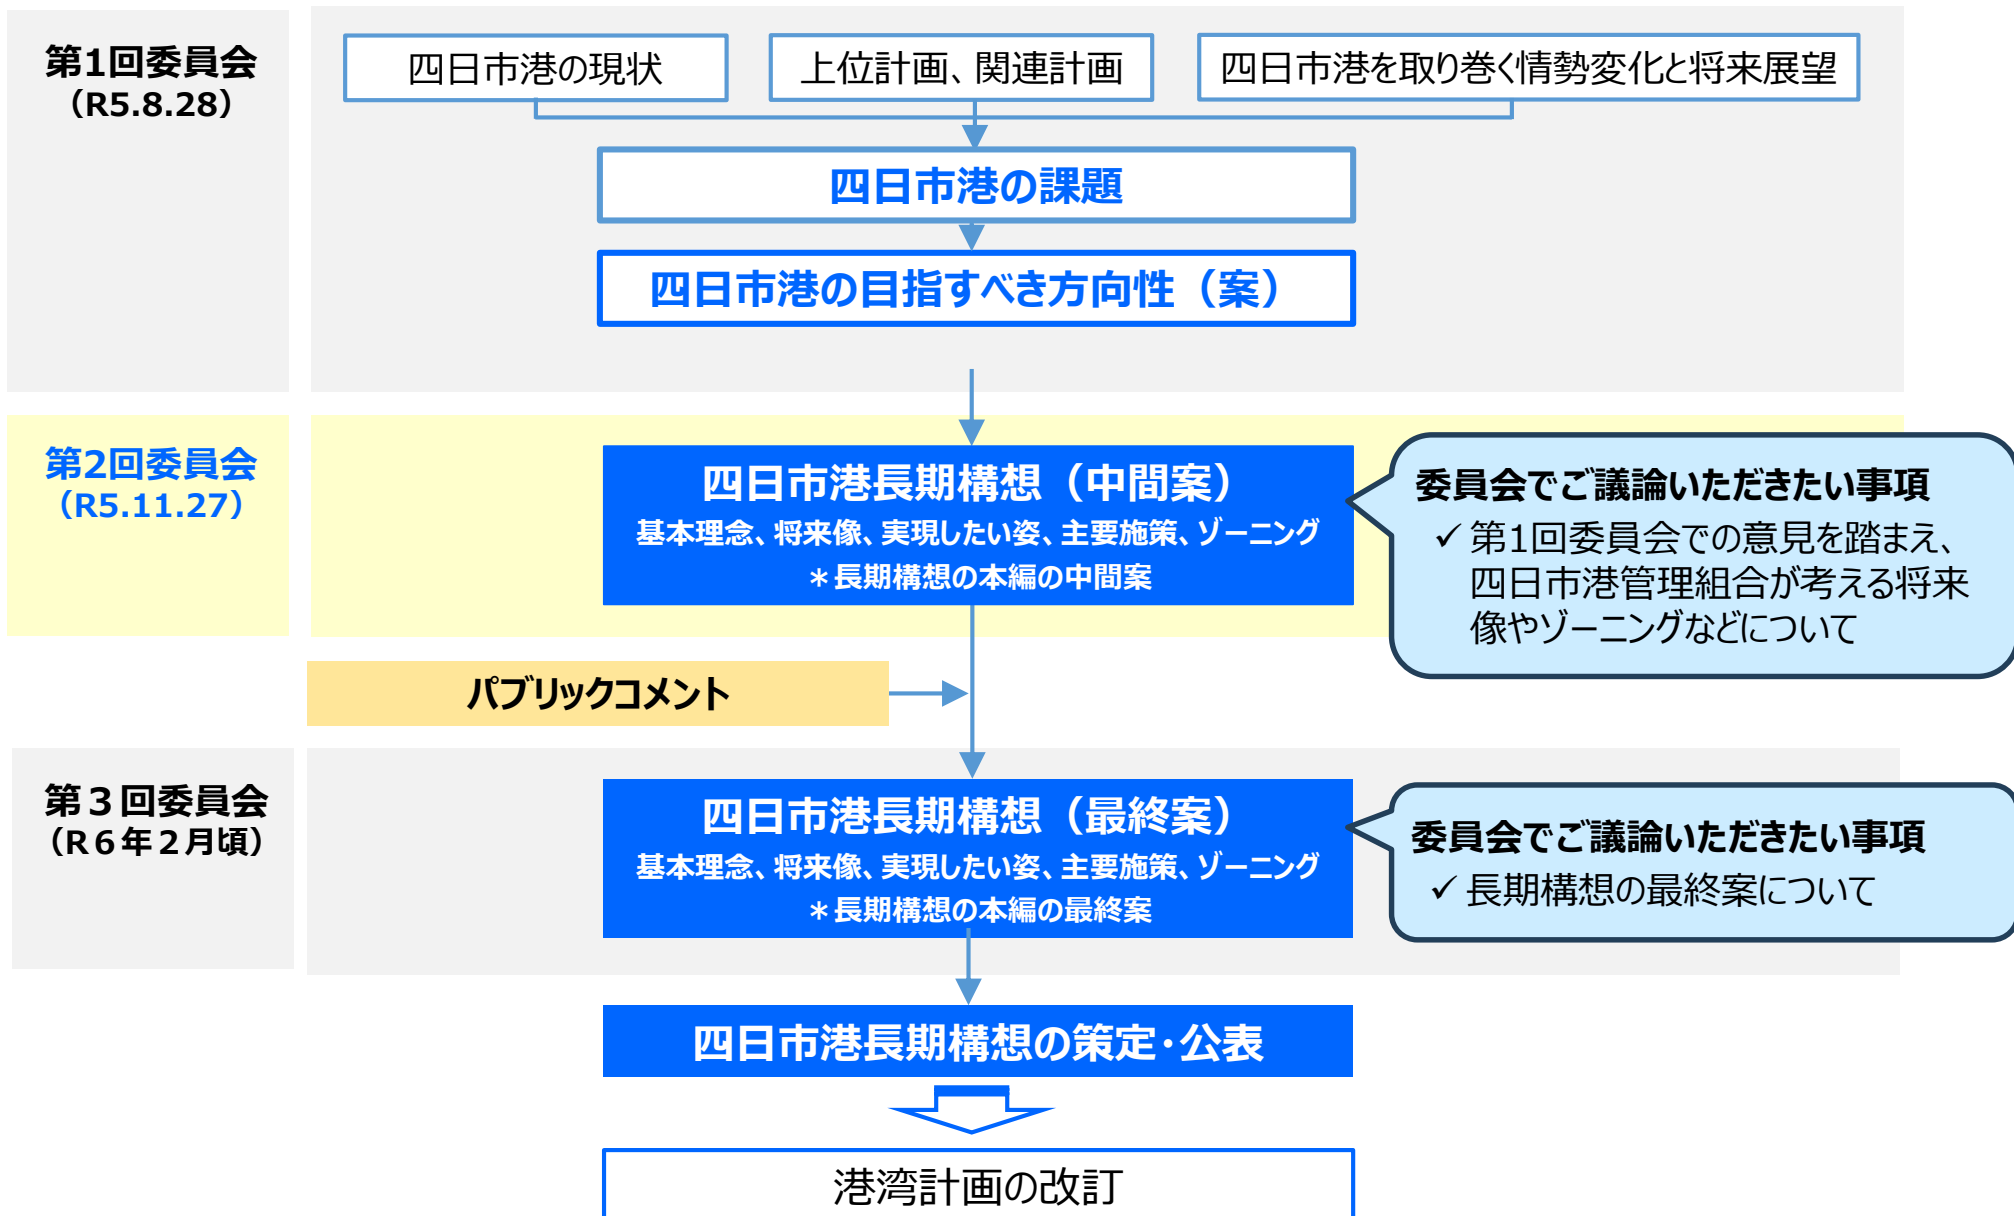 第1回委員会
（R5.8.28）
四日市港の現状
上位計画、関連計画
四日市港を取り巻く情勢変化と将来展望
四日市港の課題
四日市港の目指すべき方向性（案）
第2回委員会
（R5.11.27）
四日市港長期構想（中間案）
基本理念、将来像、実現したい姿、主要施策、ゾーニング
＊長期構想の本編の中間案
委員会でご議論いただきたい事項
✓ 第1回委員会での意見を踏まえ、
四日市港管理組合が考える将来
像やゾーニングなどについて
パブリックコメント
第３回委員会
（R６年２月頃）
四日市港長期構想（最終案）
基本理念、将来像、実現したい姿、主要施策、ゾーニング
＊長期構想の本編の最終案
委員会でご議論いただきたい事項
✓ 長期構想の最終案について
四日市港長期構想の策定・公表
港湾計画の改訂